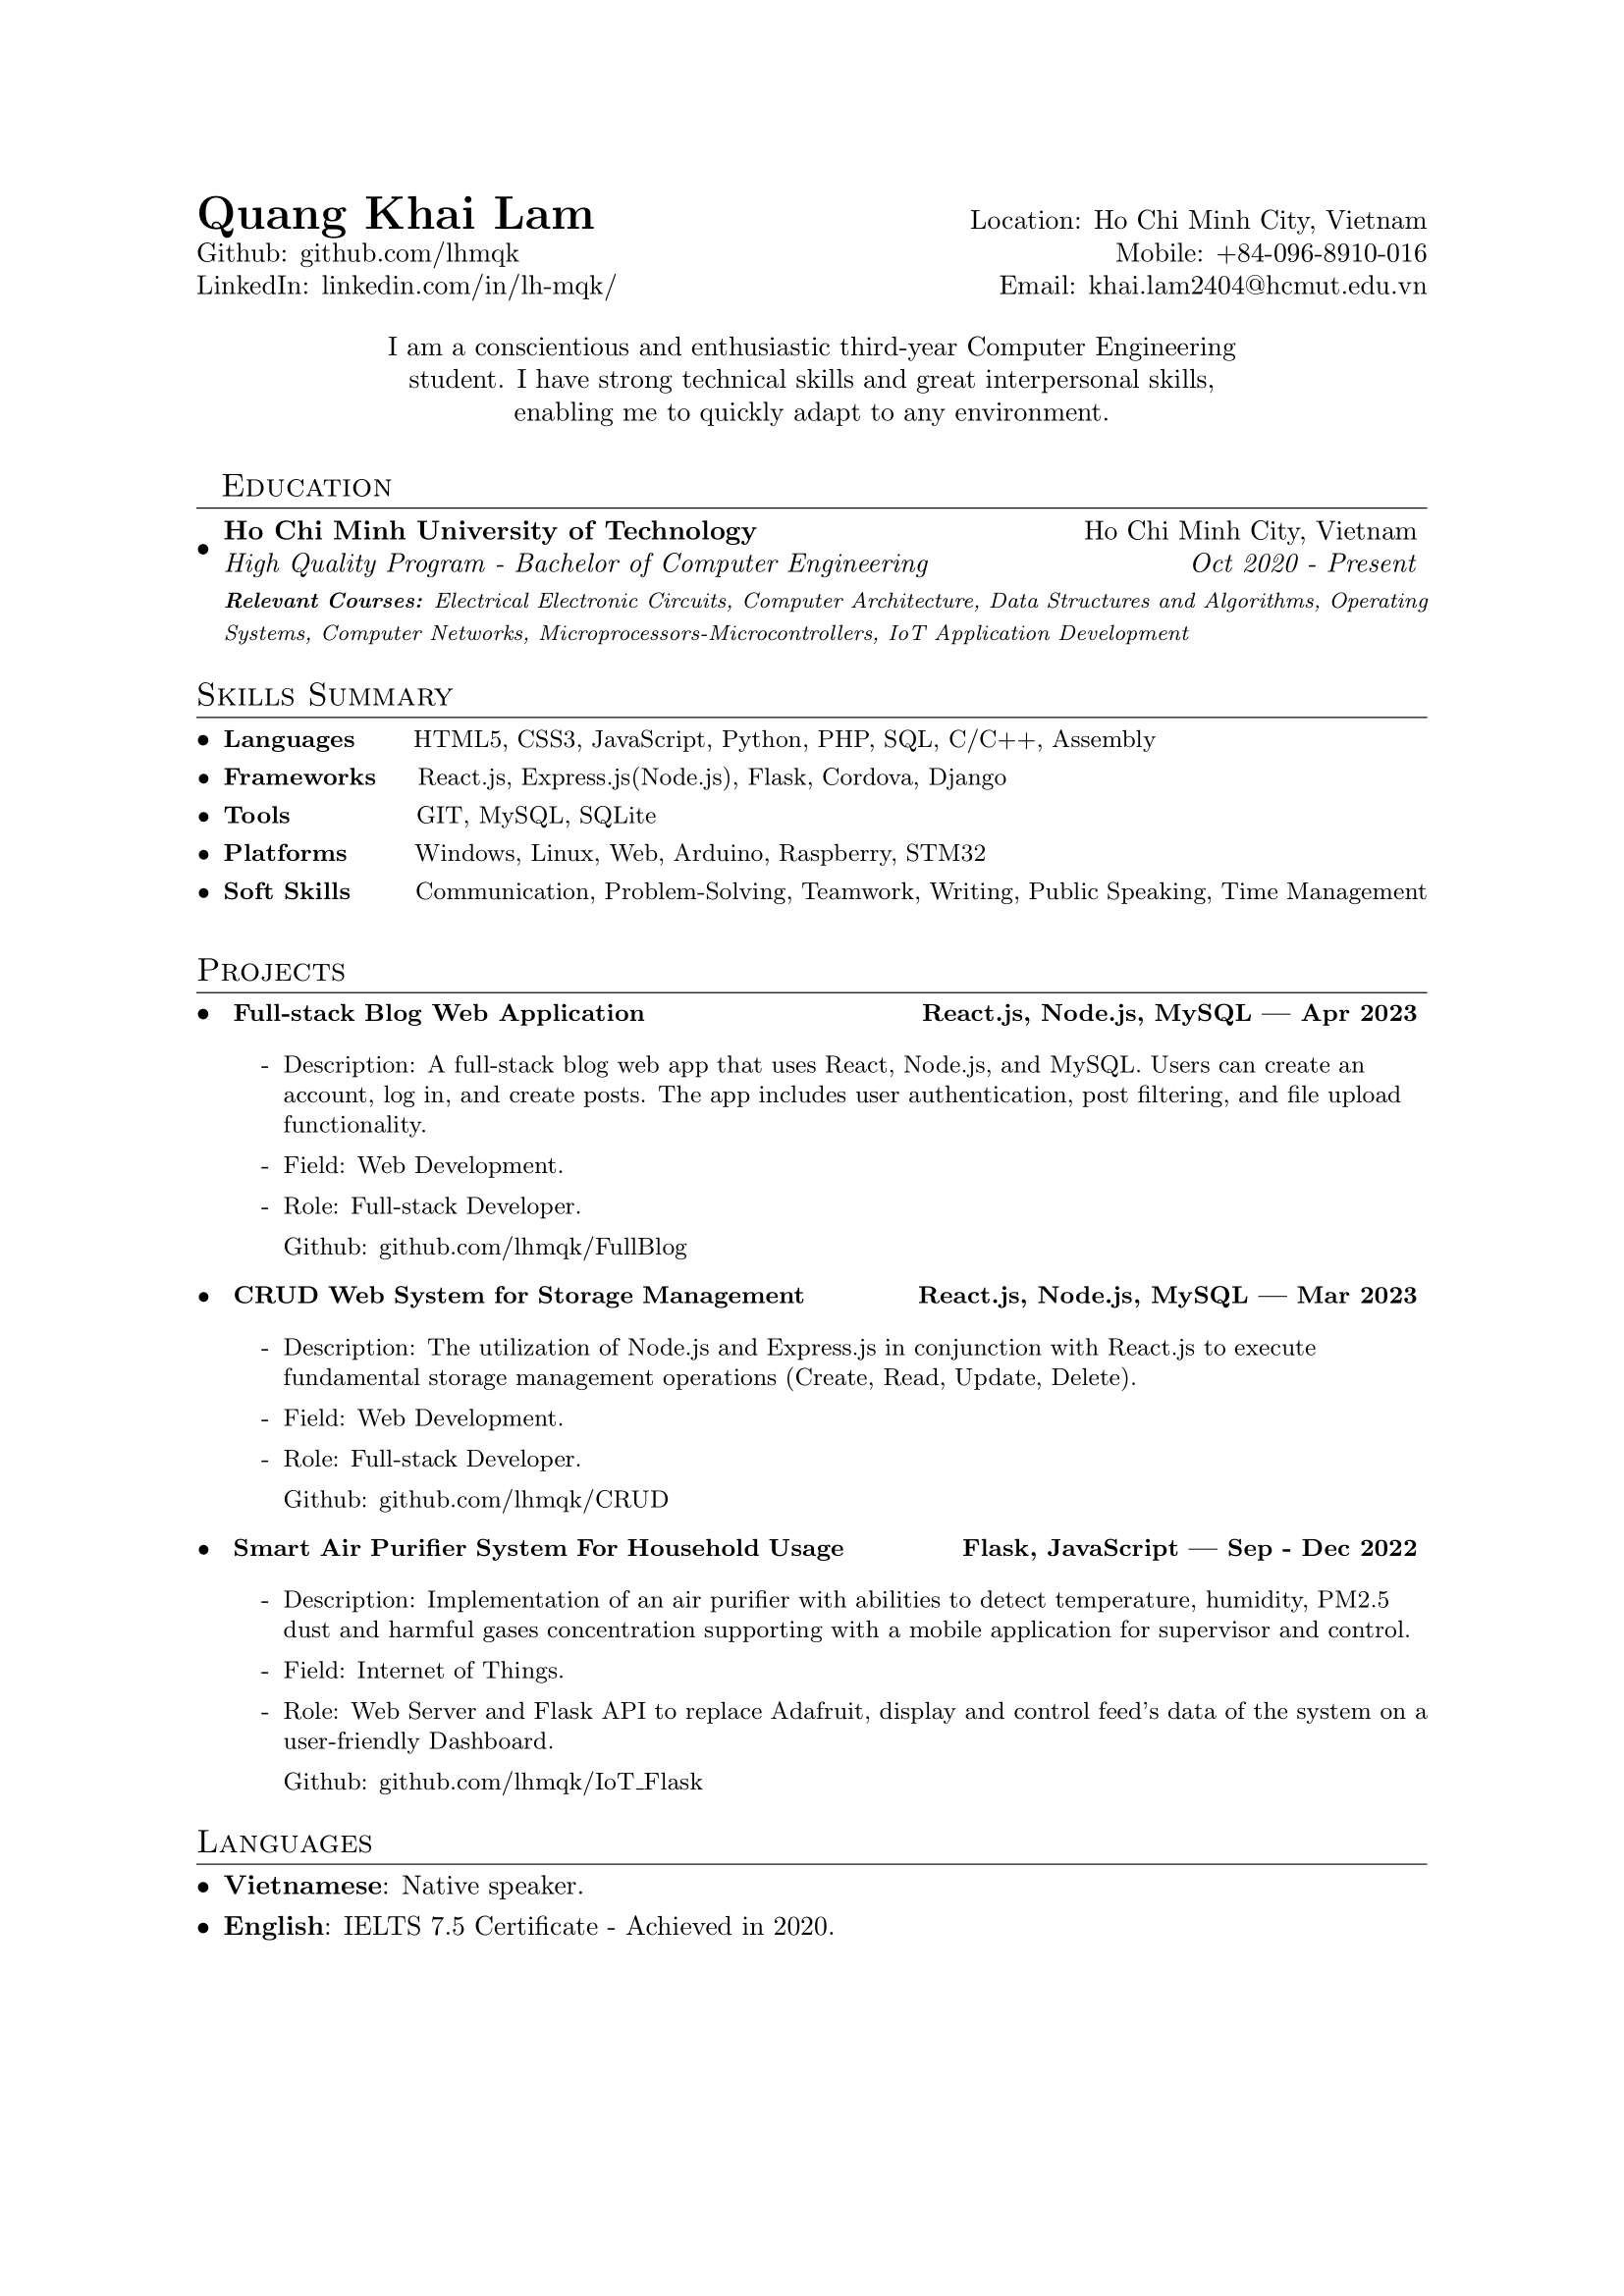 Quang Khai Lam
Location: Ho Chi Minh City, Vietnam
Github: github.com/lhmqk
Mobile: +84-096-8910-016
LinkedIn: linkedin.com/in/lh-mqk/
Email: khai.lam2404@hcmut.edu.vn
I am a conscientious and enthusiastic third-year Computer Engineering
student. I have strong technical skills and great interpersonal skills,
enabling me to quickly adapt to any environment.
Education
• Ho Chi Minh University of Technology Ho Chi Minh City, Vietnam
High Quality Program - Bachelor of Computer Engineering Oct 2020 - Present
Relevant Courses: Electrical Electronic Circuits, Computer Architecture, Data Structures and Algorithms, Operating
Systems, Computer Networks, Microprocessors-Microcontrollers, IoT Application Development
Skills Summary
• Languages HTML5, CSS3, JavaScript, Python, PHP, SQL, C/C++, Assembly
• Frameworks React.js, Express.js(Node.js), Flask, Cordova, Django
• Tools GIT, MySQL, SQLite
• Platforms Windows, Linux, Web, Arduino, Raspberry, STM32
• Soft Skills Communication, Problem-Solving, Teamwork, Writing, Public Speaking, Time Management
Projects
• Full-stack Blog Web Application React.js, Node.js, MySQL — Apr 2023
- Description: A full-stack blog web app that uses React, Node.js, and MySQL. Users can create an
account, log in, and create posts. The app includes user authentication, post filtering, and file upload
functionality.
- Field: Web Development.
- Role: Full-stack Developer.
Github: github.com/lhmqk/FullBlog
• CRUD Web System for Storage Management React.js, Node.js, MySQL — Mar 2023
- Description: The utilization of Node.js and Express.js in conjunction with React.js to execute
fundamental storage management operations (Create, Read, Update, Delete).
- Field: Web Development.
- Role: Full-stack Developer.
Github: github.com/lhmqk/CRUD
• Smart Air Purifier System For Household Usage Flask, JavaScript — Sep - Dec 2022
- Description: Implementation of an air purifier with abilities to detect temperature, humidity, PM2.5
dust and harmful gases concentration supporting with a mobile application for supervisor and control.
- Field: Internet of Things.
- Role: Web Server and Flask API to replace Adafruit, display and control feed's data of the system on a
user-friendly Dashboard.
Github: github.com/lhmqk/IoT_Flask
Languages
• Vietnamese: Native speaker.
• English: IELTS 7.5 Certificate - Achieved in 2020.